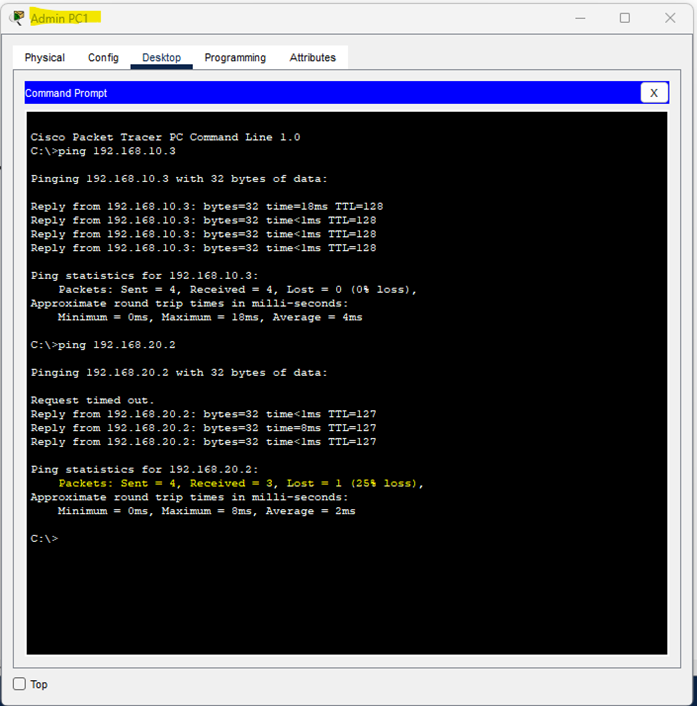 Admin PC1
Physical Config Desktop Programming Attributes
Command Prompt X
Cisco Packet Tracer PC Command Line 1.0
C:\>ping 192.168.10.3
Pinging 192.168.10.3 with 32 bytes of data:
Reply from 192.168.10.3: bytes=32 time=18ms TTL=128
Reply from 192.168.10.3: bytes=32 time<1ms TTL=128
Reply from 192.168.10.3: bytes=32 time<1ms TTL=128
Reply from 192.168.10.3: bytes=32 time<1ms TTL=128
Ping statistics for 192.168.10.3:
Packets: Sent = 4, Received = 4, Lost = 0 (0% loss),
Approximate round trip times in milli-seconds:
Minimum = 0ms, Maximum = 18ms, Average = 4ms
C:\>ping 192.168.20.2
Pinging 192.168.20.2 with 32 bytes of data:
Request timed out.
Reply from 192.168.20.2: bytes=32 time<1ms TTL=127
Reply from 192.168.20.2: bytes=32 time=8ms TTL=127
Reply from 192.168.20.2: bytes=32 time<1ms TTL=127
Ping statistics for 192.168.20.2:
Packets: Sent = 4, Received = 3, Lost = 1 (25% loss),
Approximate round trip times in milli-seconds:
Minimum = 0ms, Maximum = 8ms, Average = 2ms
C:\>
Top